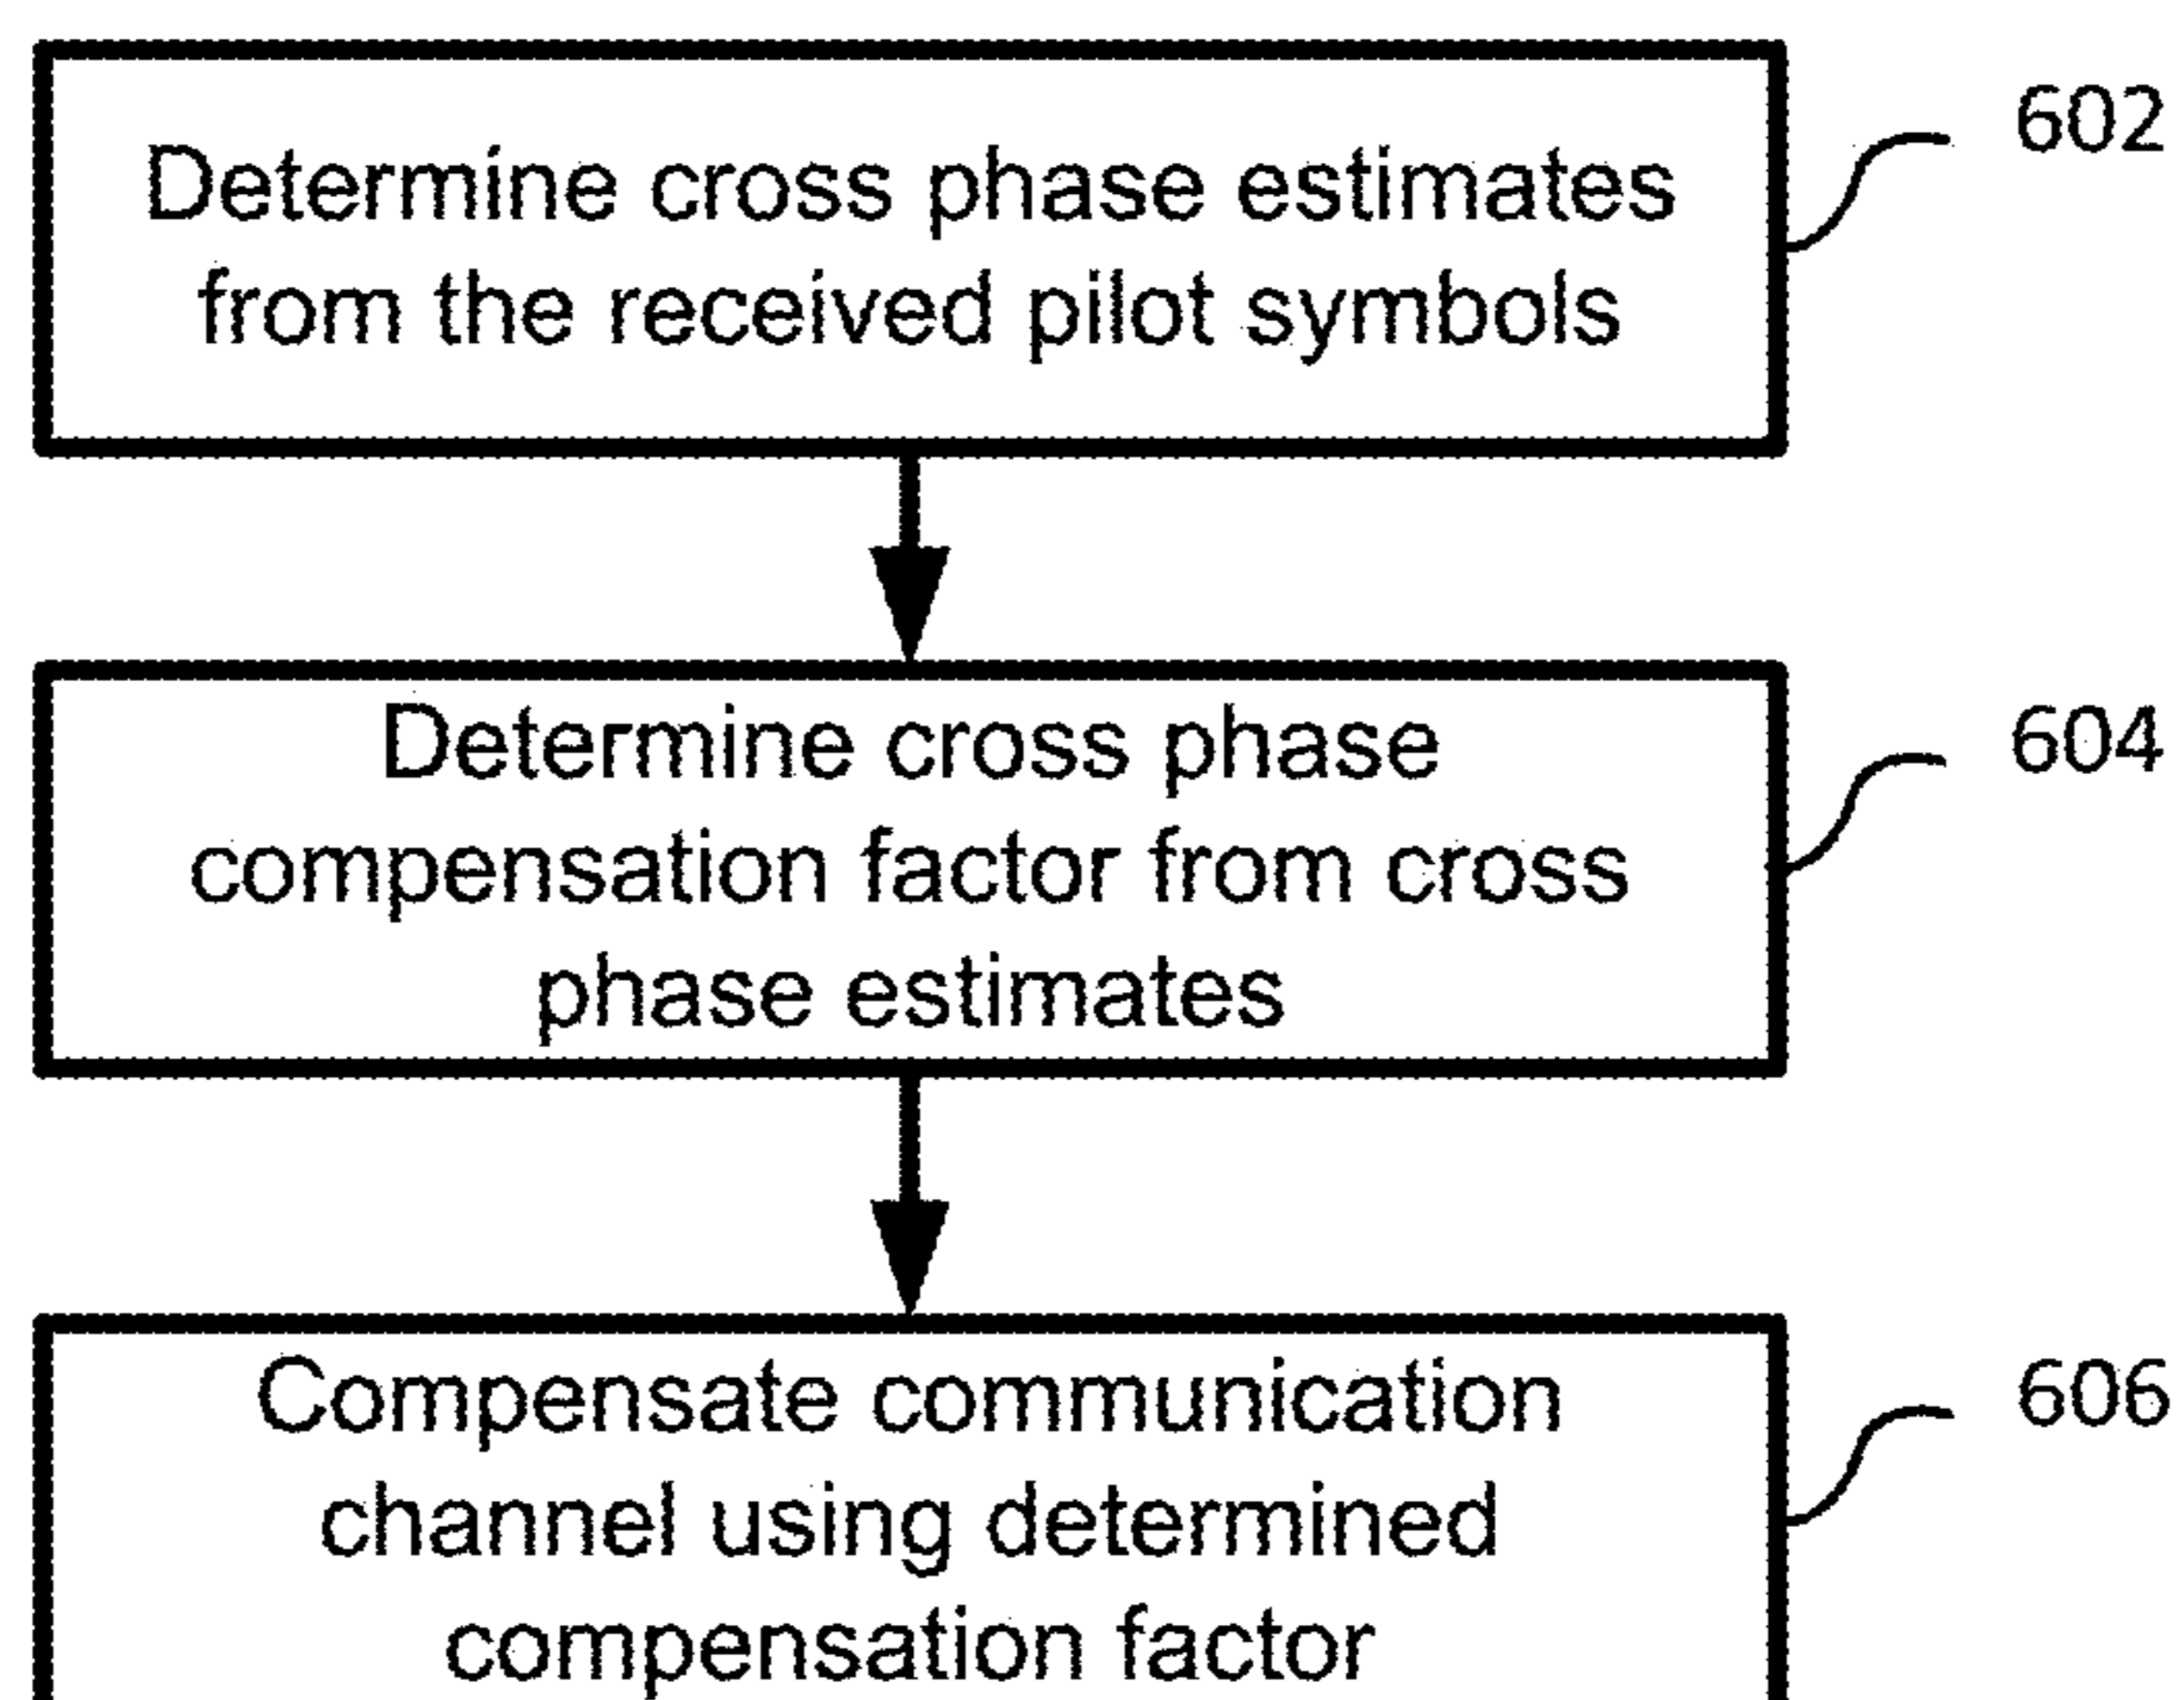 Determine cross phase estimates
from the received pilot symbols
602
Determine cross phase
compensation factor from cross
phase estimates
604
Compensate communication
channel using determined
compensation factor
606